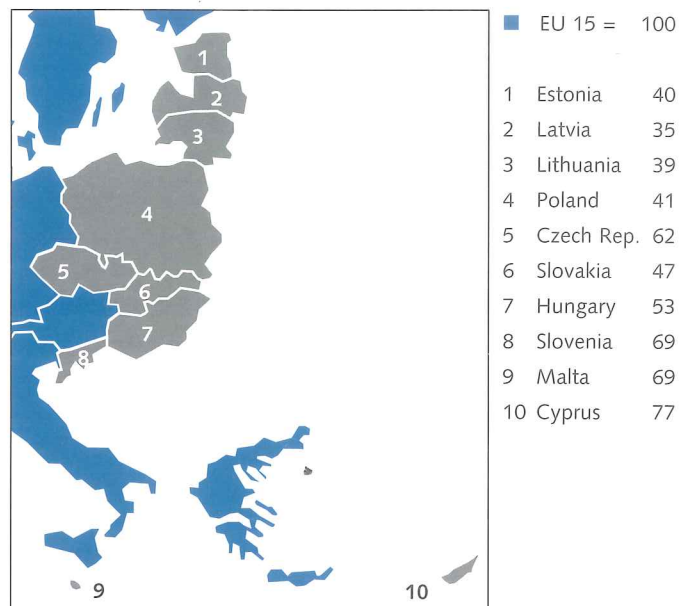 EU 15 = 100
1 Estonia 40
2 Latvia 35
3 Lithuania 39
4 Poland 41
5 Czech Rep. 62
6 Slovakia 47
7 Hungary 53
8 Slovenia 69
9 Malta 69
10 Cyprus 77
1
2
3
4
5
6
7
8
9
10